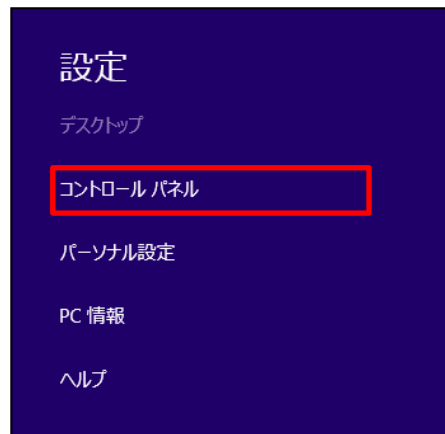 設定
デスクトップ
コントロール パネル
パーソナル設定
PC 情報
ヘルプ